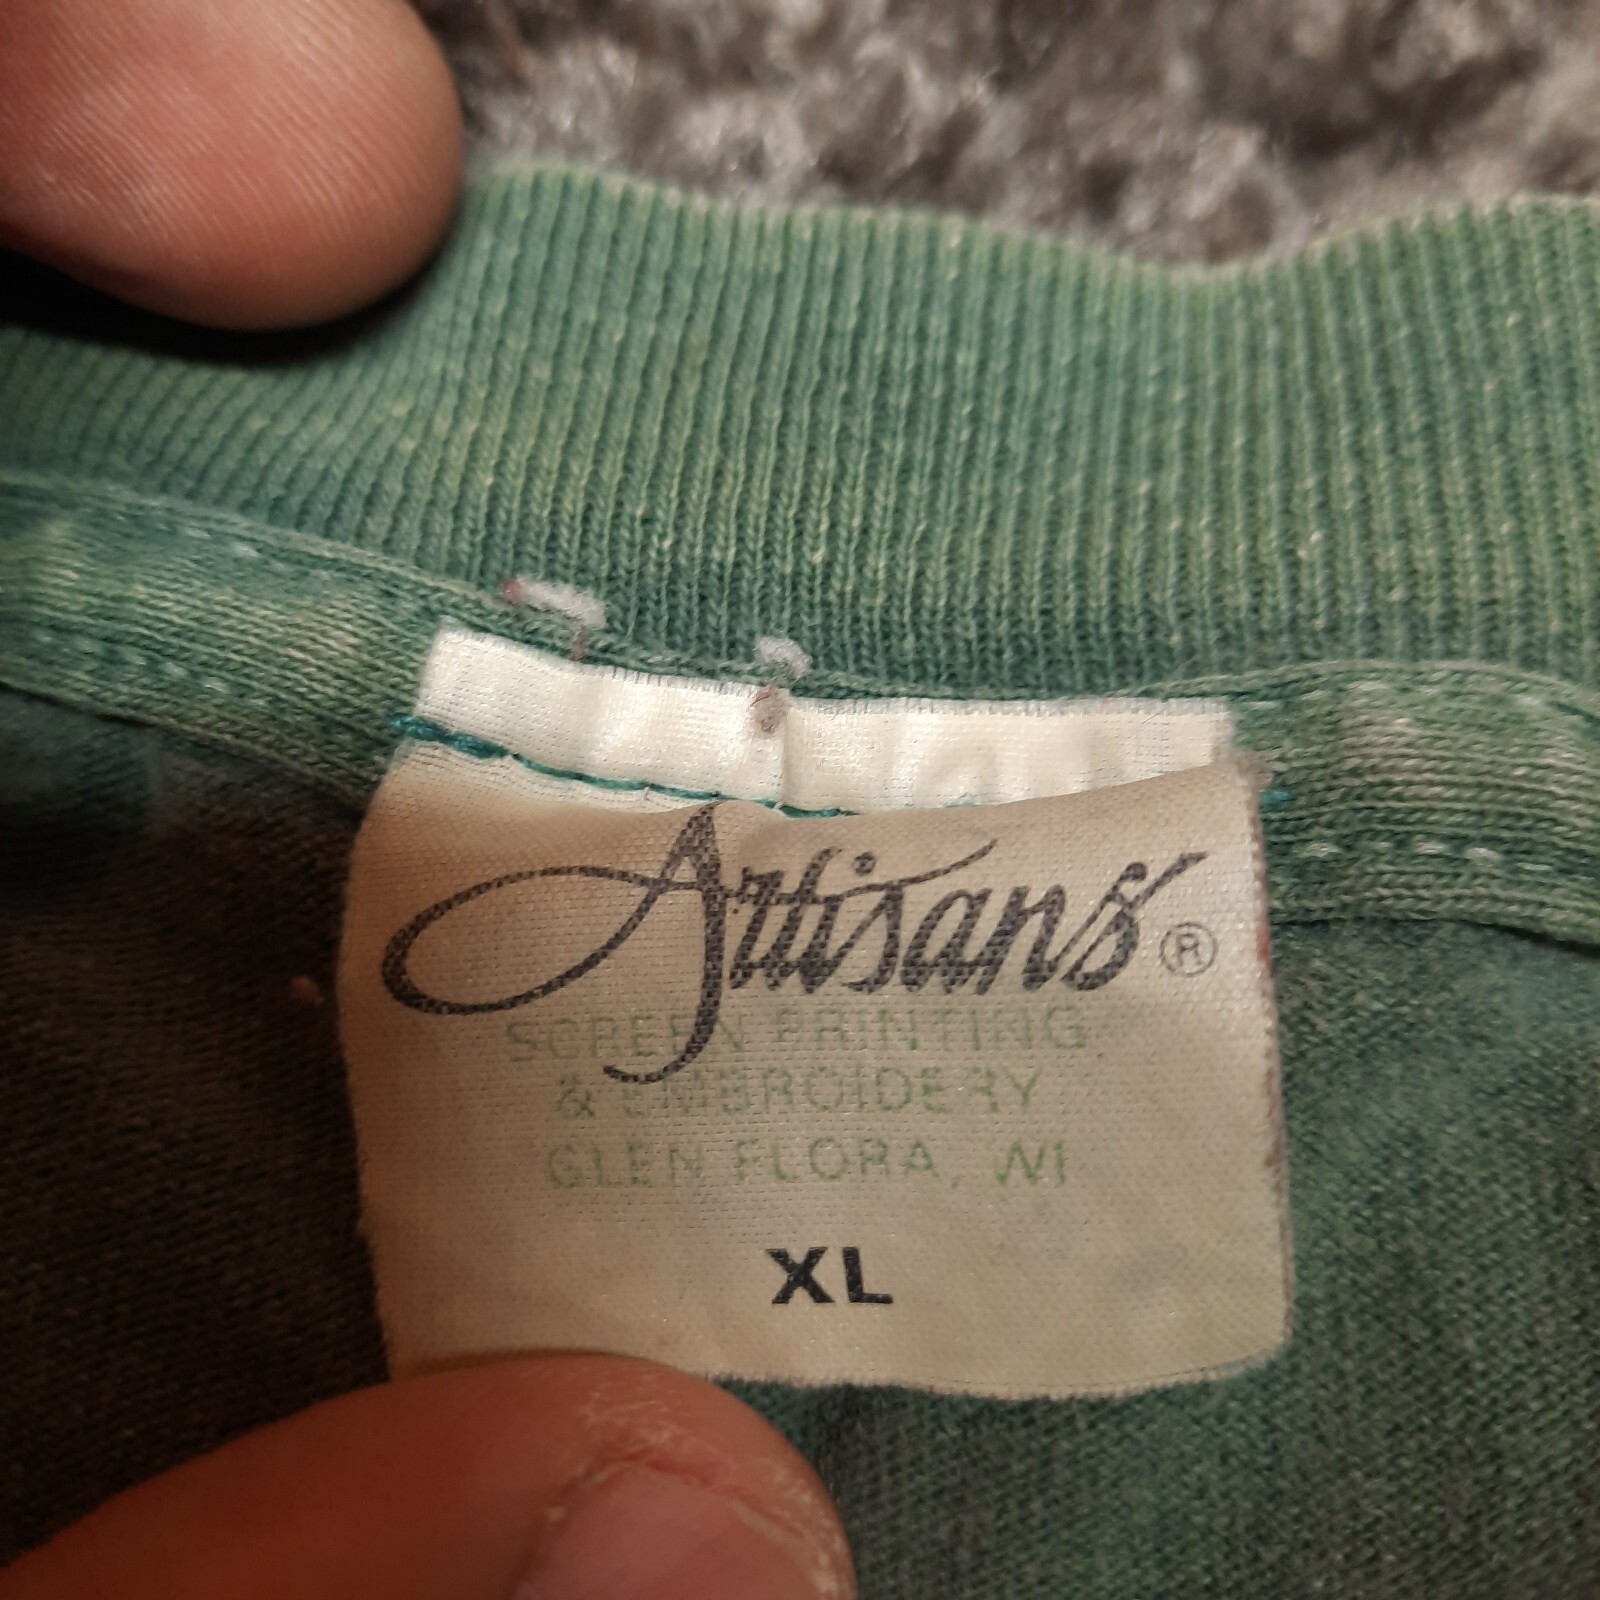 Artisans®
SCREEN PRINTING
& EMBROIDERY
GLEN FLORA, WI
XL